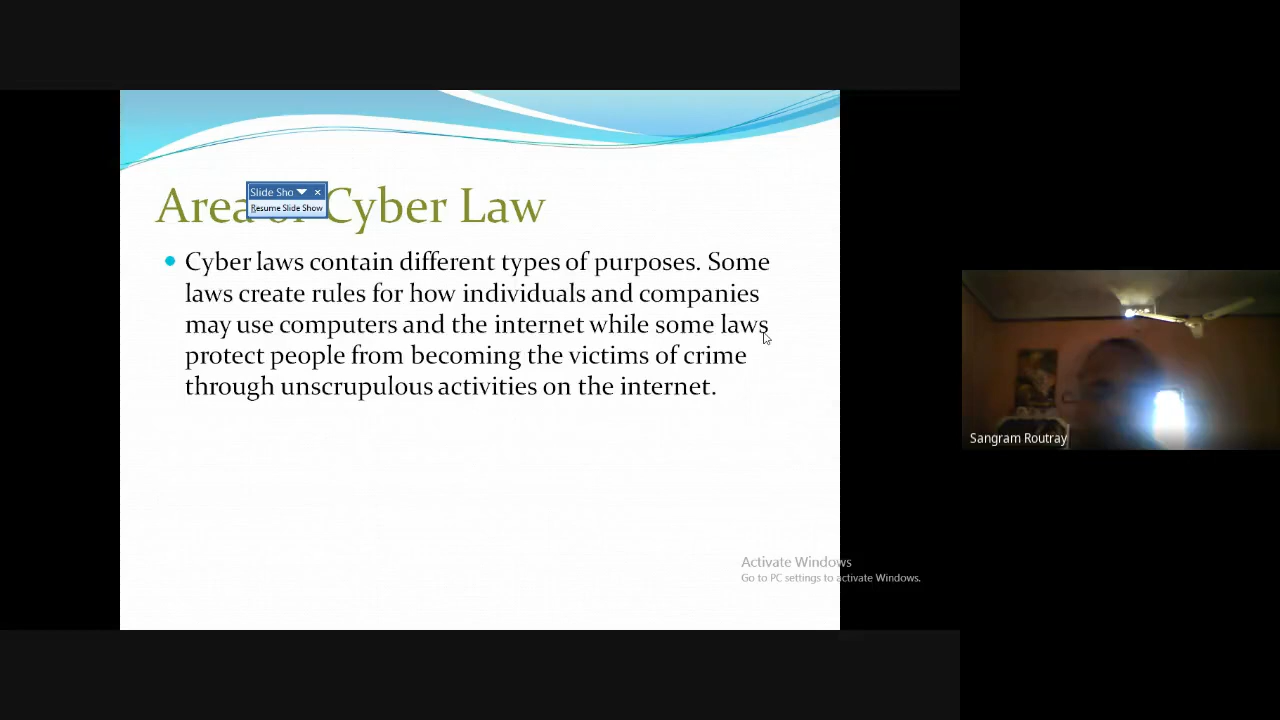 Slide Sho
Resume Slide Show
Area Cyber Law
Cyber laws contain different types of purposes. Some
laws create rules for how individuals and companies
may use computers and the internet while some laws
protect people from becoming the victims of crime
through unscrupulous activities on the internet.
Sangram Routray
Activate Windows
Go to PC settings to activate Windows.